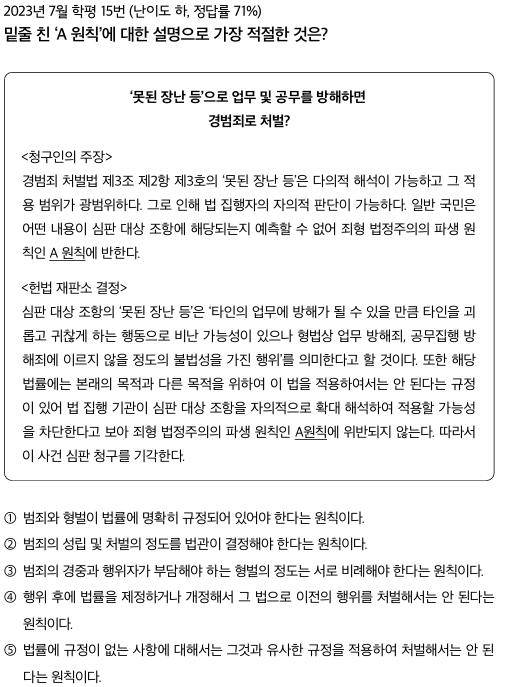 2023년 7월 학평 15번 (난이도 하, 정답률 71%)
밑줄 친 ‘A 원칙’에 대한 설명으로 가장 적절한 것은?
‘못된 장난 등’으로 업무 및 공무를 방해하면
경범죄로 처벌?
<청구인의 주장>
경범죄 처벌법 제3조 제2항 제3호의 ‘못된 장난 등’은 다의적 해석이 가능하고 그 적
용 범위가 광범위하다. 그로 인해 법 집행자의 자의적 판단이 가능하다. 일반 국민은
어떤 내용이 심판 대상 조항에 해당되는지 예측할 수 없어 죄형 법정주의의 파생 원
칙인 A 원칙에 반한다.
<헌법 재판소 결정>
심판 대상 조항의 ‘못된 장난 등’은 ‘타인의 업무에 방해가 될 수 있을 만큼 타인을 괴
롭고 귀찮게 하는 행동으로 비난 가능성이 있으나 형법상 업무 방해죄, 공무집행 방
해죄에 이르지 않을 정도의 불법성을 가진 행위’를 의미한다고 할 것이다. 또한 해당
법률에는 본래의 목적과 다른 목적을 위하여 이 법을 적용하여서는 안 된다는 규정
이 있어 법 집행 기관이 심판 대상 조항을 자의적으로 확대 해석하여 적용할 가능성
을 차단한다고 보아 죄형 법정주의의 파생 원칙인 A원칙에 위반되지 않는다. 따라서
이 사건 심판 청구를 기각한다.
① 범죄와 형벌이 법률에 명확히 규정되어 있어야 한다는 원칙이다.
② 범죄의 성립 및 처벌의 정도를 법관이 결정해야 한다는 원칙이다.
③ 범죄의 경중과 행위자가 부담해야 하는 형벌의 정도는 서로 비례해야 한다는 원칙이다.
④ 행위 후에 법률을 제정하거나 개정해서 그 법으로 이전의 행위를 처벌해서는 안 된다는
원칙이다.
⑤ 법률에 규정이 없는 사항에 대해서는 그것과 유사한 규정을 적용하여 처벌해서는 안 된
다는 원칙이다.